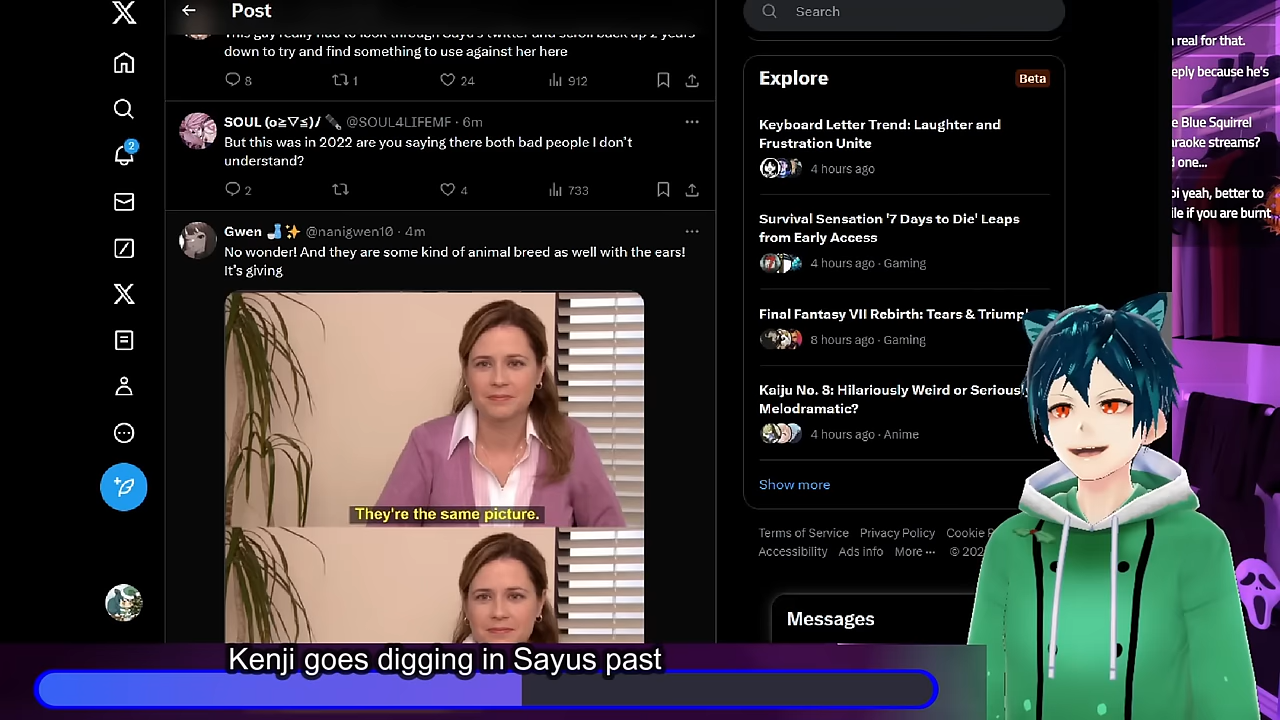 Post
This guy really had to look through Sayu's twitter and scroll back up 2 years
down to try and find something to use against her here
8 1 24 912
SOUL (o≥∇≤)/ @SOUL4LIFEMF · 6m
But this was in 2022 are you saying there both bad people I don't
understand?
2 4 733
Gwen @nanigwen10 · 4m
No wonder! And they are some kind of animal breed as well with the ears!
It's giving
They're the same picture.
2
Search
Explore
Beta
Keyboard Letter Trend: Laughter and
Frustration Unite
4 hours ago
Survival Sensation '7 Days to Die' Leaps
from Early Access
4 hours ago · Gaming
Final Fantasy VII Rebirth: Tears & Triump
8 hours ago · Gaming
Kaiju No. 8: Hilariously Weird or Serious
Melodramatic?
4 hours ago · Anime
Show more
Terms of Service Privacy Policy Cookie
Accessibility Ads info More ··· © 202
Messages
real for that.
eply because he's
e Blue Squirrel
araoke streams?
one...
yeah, better to
if you are burnt
Kenji goes digging in Sayus past